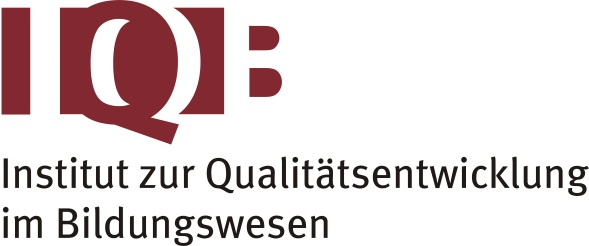 IQB
Institut zur Qualitätsentwicklung
im Bildungswesen